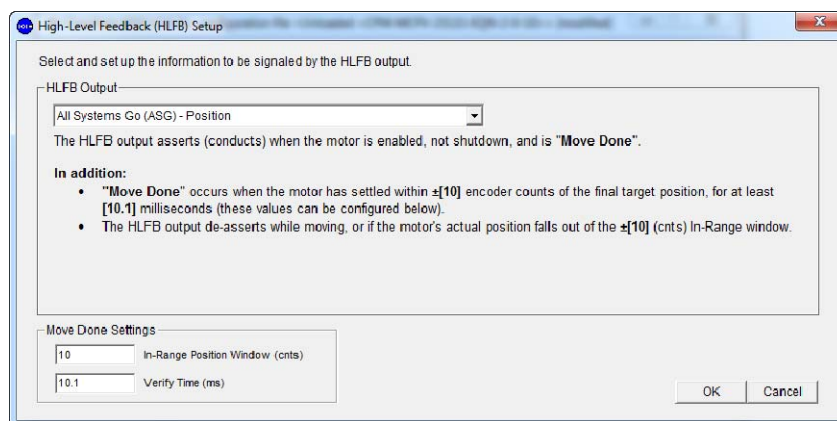 High-Level Feedback (HLFB) Setup
Select and set up the information to be signaled by the HLFB output.
HLFB Output
All Systems Go (ASG) - Position
The HLFB output asserts (conducts) when the motor is enabled, not shutdown, and is "Move Done".
In addition:
• "Move Done" occurs when the motor has settled within ±[10] encoder counts of the final target position, for at least
[10.1] milliseconds (these values can be configured below).
• The HLFB output de-asserts while moving, or if the motor's actual position falls out of the ±[10] (cnts) In-Range window.
Move Done Settings
10 In-Range Position Window (cnts)
10.1 Verify Time (ms)
OK Cancel